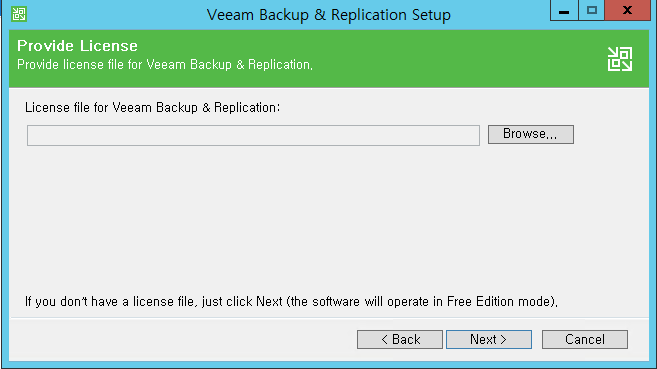 Veeam Backup & Replication Setup
Provide License
Provide license file for Veeam Backup & Replication.
License file for Veeam Backup & Replication:
Browse...
If you don't have a license file, just click Next (the software will operate in Free Edition mode).
< Back
Next >
Cancel